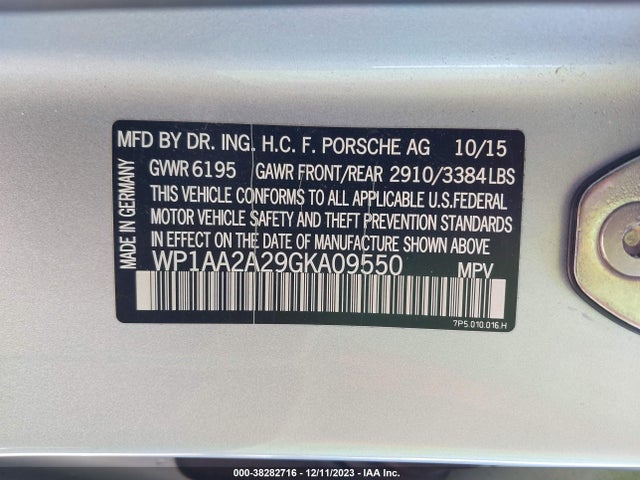 MFD BY DR. ING. H.C. F. PORSCHE AG 10/15
GVWR 6195 GAWR FRONT/REAR 2910/3384 LBS
THIS VEHICLE CONFORMS TO ALL APPLICABLE U.S.FEDERAL
MOTOR VEHICLE SAFETY AND THEFT PREVENTION STANDARDS
IN EFFECT ON THE DATE OF MANUFACTURE SHOWN ABOVE
WP1AA2A29GKA09550 MPV
7P5.010.016.H
MADE IN GERMANY
000-38282716 - 12/11/2023 - IAA Inc.